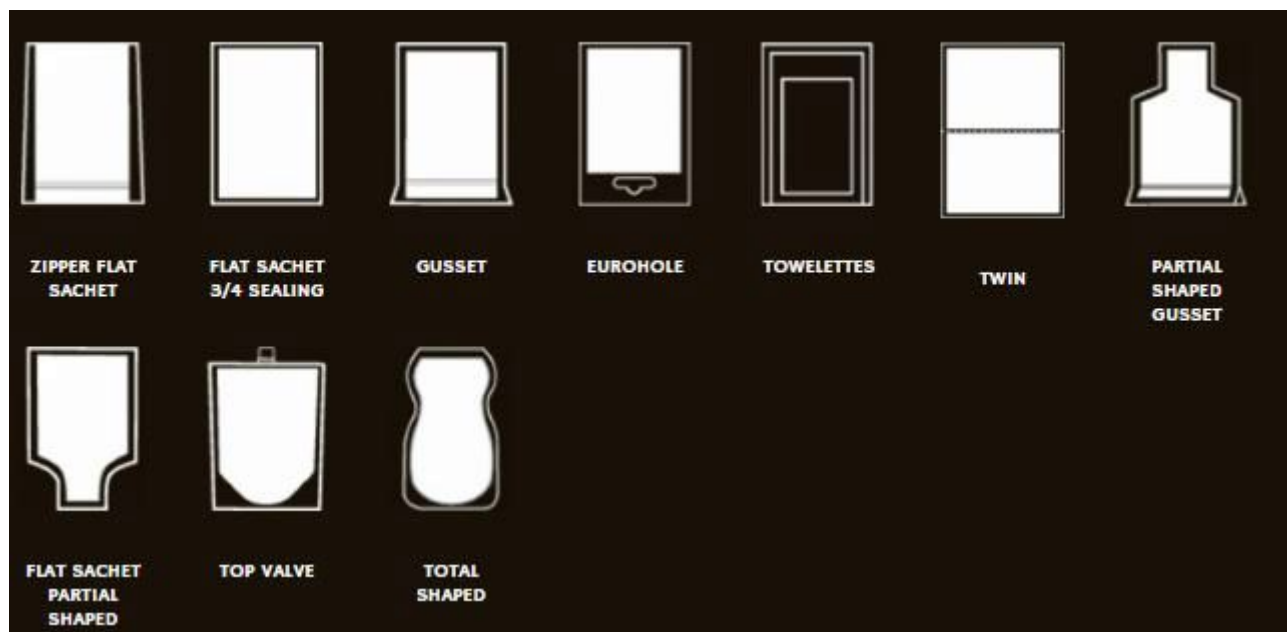 ZIPPER FLAT
SACHET
FLAT SACHET
3/4 SEALING
GUSSET
EUROHOLE
TOWELETTES
TWIN
PARTIAL
SHAPED
GUSSET
FLAT SACHET
PARTIAL
SHAPED
TOP VALVE
TOTAL
SHAPED